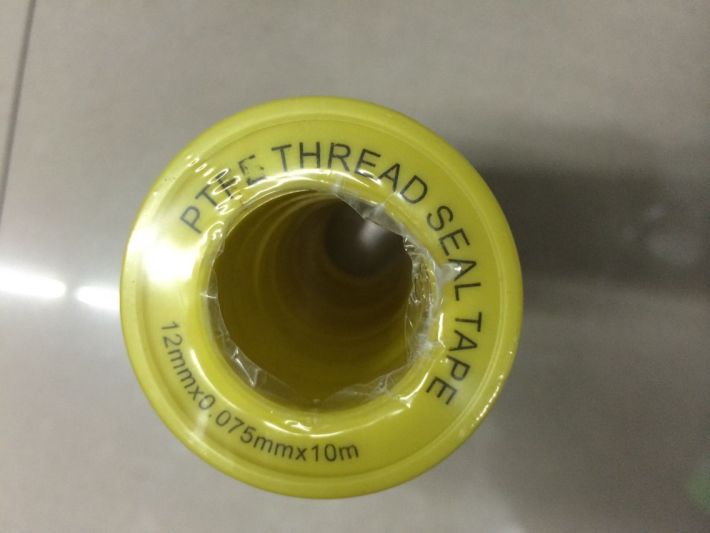 PTFE THREAD SEAL TAPE
12mmx0.075mmx10m